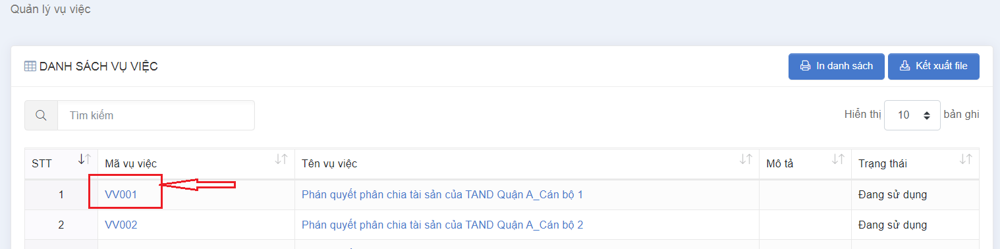 Quản lý vụ việc
DANH SÁCH VỤ VIỆC
In danh sách
Kết xuất file
Tìm kiếm
Hiển thị 10 bản ghi
STT Mã vụ việc Tên vụ việc Mô tả Trạng thái
1 VV001 Phán quyết phân chia tài sản của TAND Quận A_Cán bộ 1 Đang sử dụng
2 VV002 Phán quyết phân chia tài sản của TAND Quận A_Cán bộ 2 Đang sử dụng